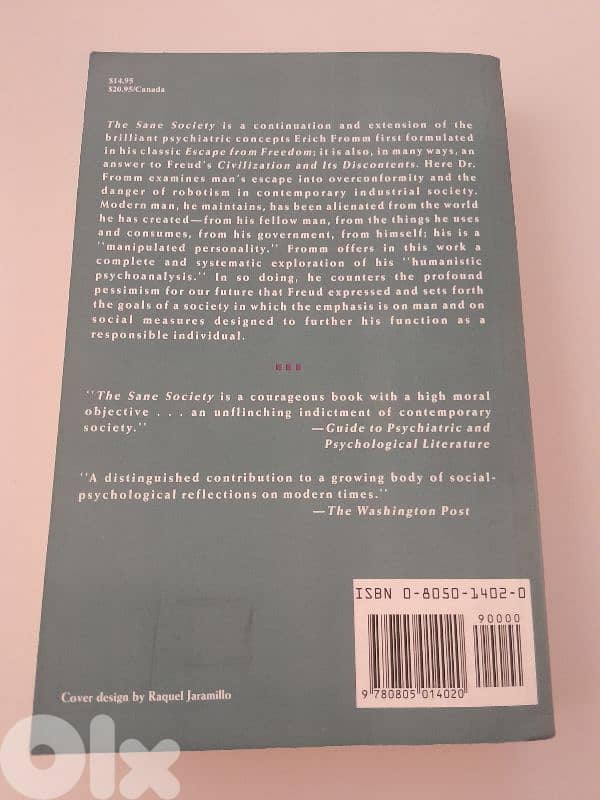 $14.95
$20.95/Canada
The Sane Society is a continuation and extension of the
brilliant psychiatric concepts Erich Fromm first formulated
in his classic Escape from Freedom; it is also, in many ways, an
answer to Freud's Civilization and Its Discontents. Here Dr.
Fromm examines man's escape into overconformity and the
danger of robotism in contemporary industrial society.
Modern man, he maintains, has been alienated from the world
he has created—from his fellow man, from the things he uses
and consumes, from his government, from himself; his is a
"manipulated personality." Fromm offers in this work a
complete and systematic exploration of his "humanistic
psychoanalysis." In so doing, he counters the profound
pessimism for our future that Freud expressed and sets forth
the goals of a society in which the emphasis is on man and on
social measures designed to further his function as a
responsible individual.
"The Sane Society is a courageous book with a high moral
objective . . . an unflinching indictment of contemporary
society." —Guide to Psychiatric and
Psychological Literature
"A distinguished contribution to a growing body of social-
psychological reflections on modern times."
—The Washington Post
ISBN 0-8050-1402-0
90000
9 780805 014020
Cover design by Raquel Jaramillo
olx